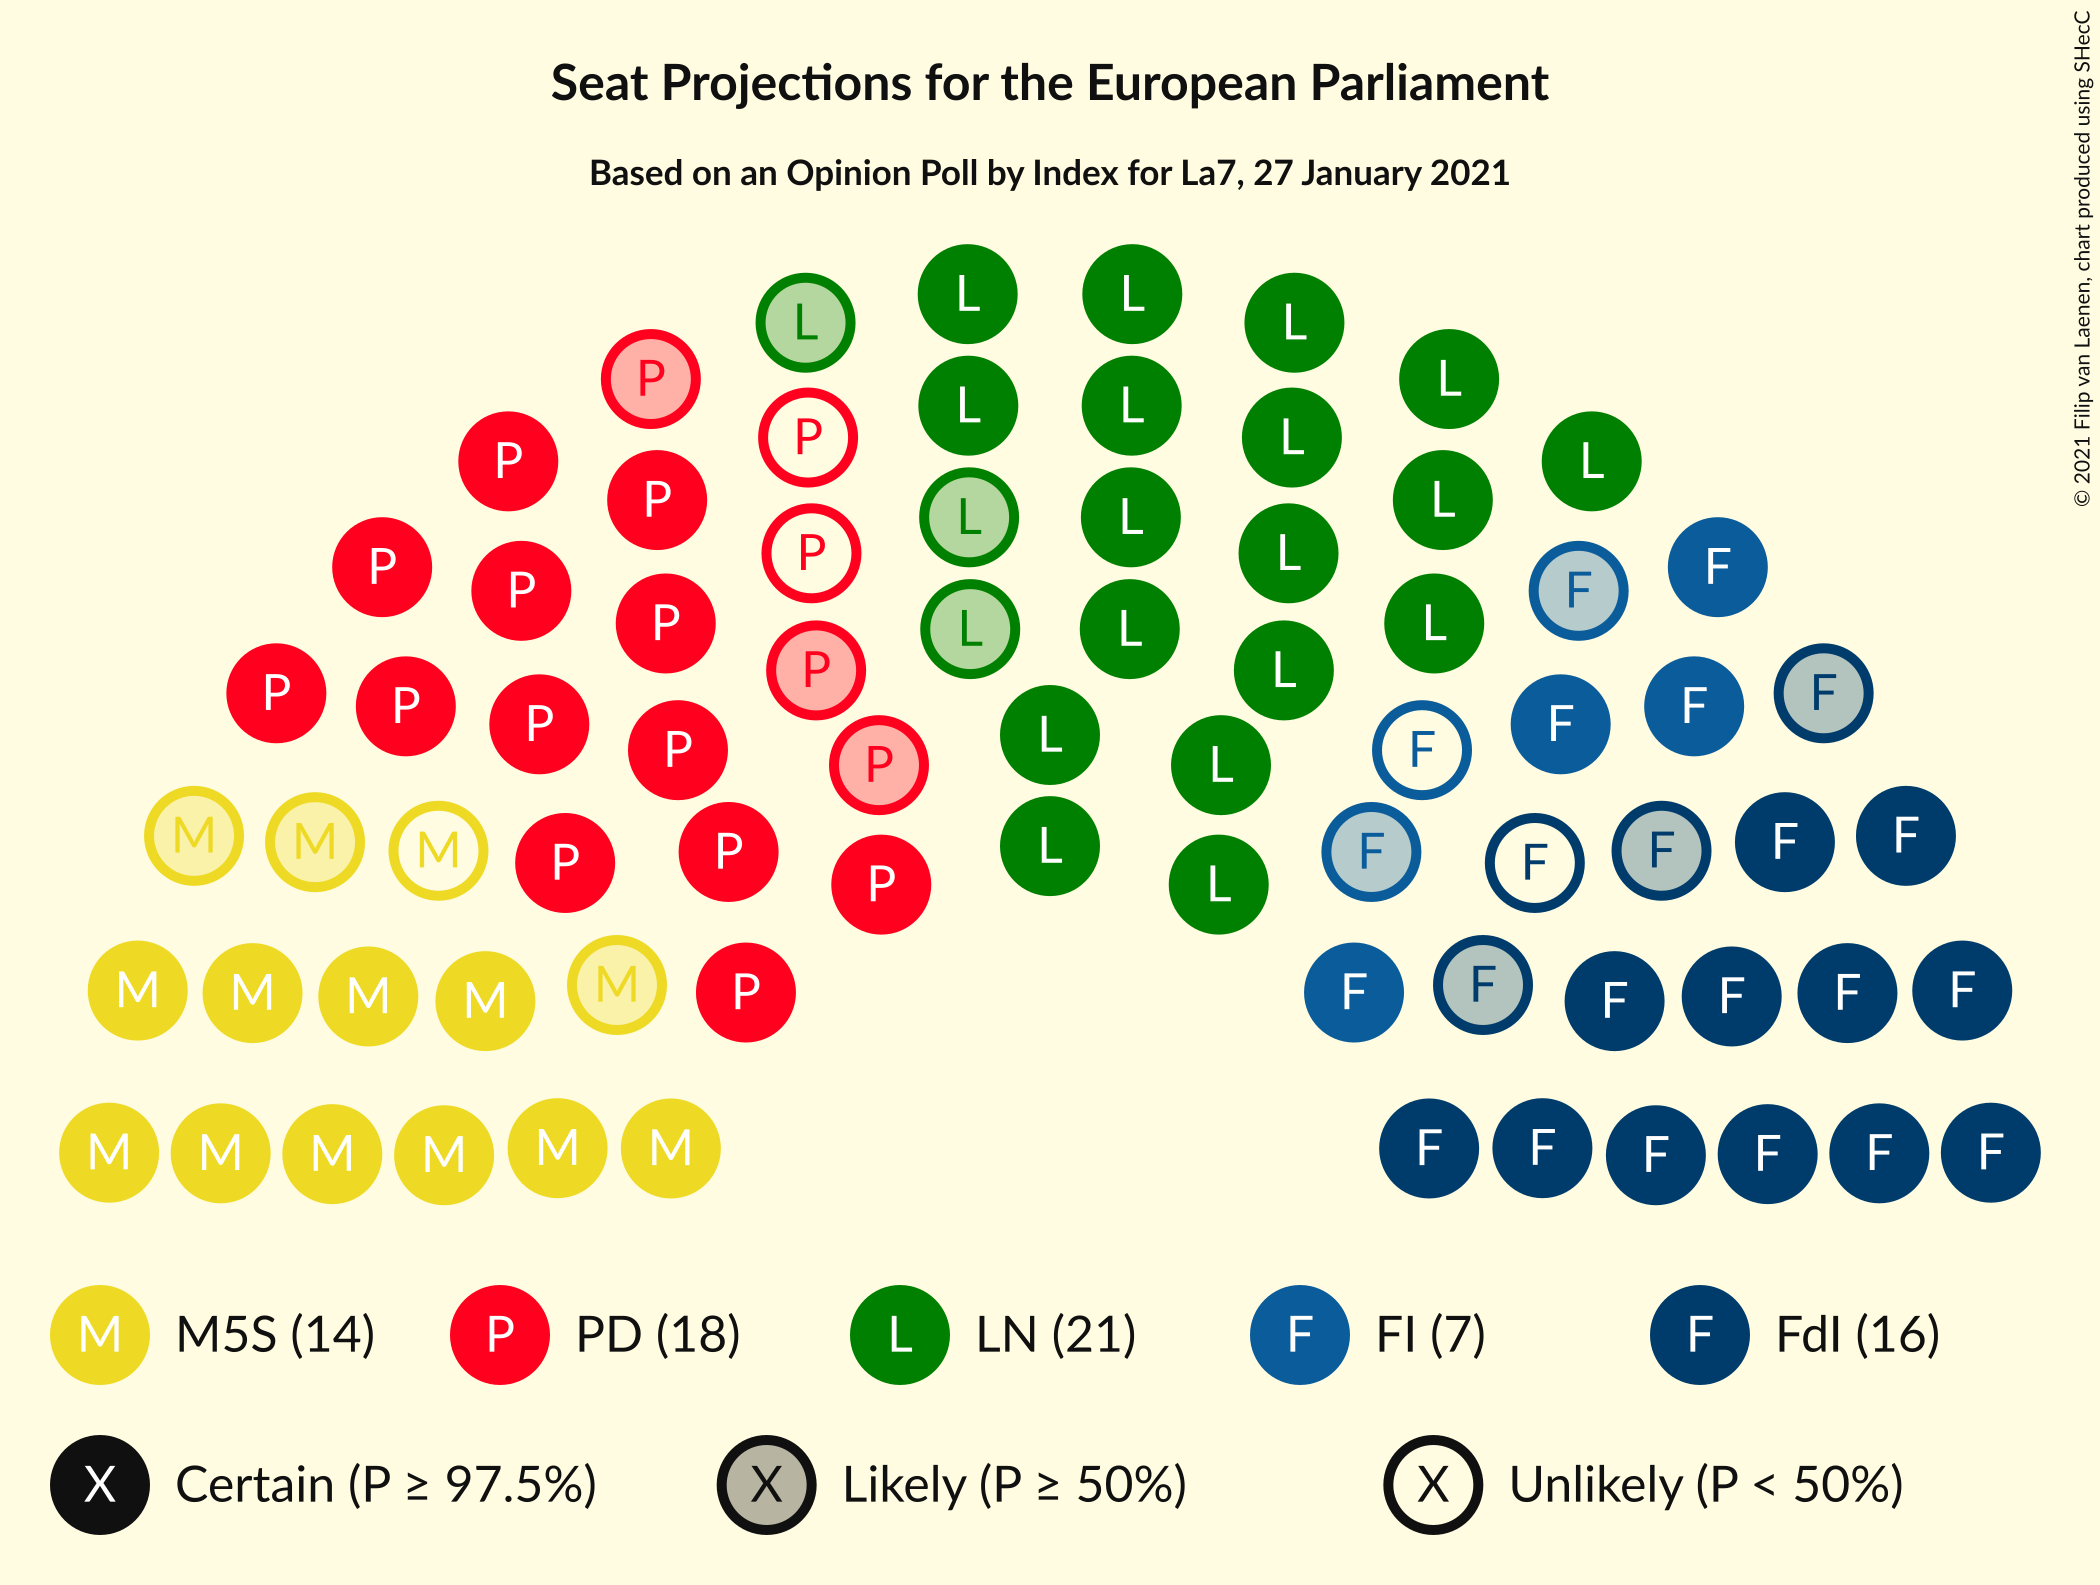 Seat Projections for the European Parliament
Based on an Opinion Poll by Index for La7, 27 January 2021
© 2021 Filip van Laenen, chart produced using SHecC
L L
L L
P L
L L
P L L
P P L L
P P L L
P L L
P P F F
P L L L
P P L L
P P P F F F
P P L F F
L L
M M M P P P L F F F F F
P L
M M M M M P F F F F F F
M M M M M M F F F F F F
M M5S (14) P PD (18) L LN (21) F FI (7) F FdI (16)
X Certain (P ≥ 97.5%) X Likely (P ≥ 50%) X Unlikely (P < 50%)